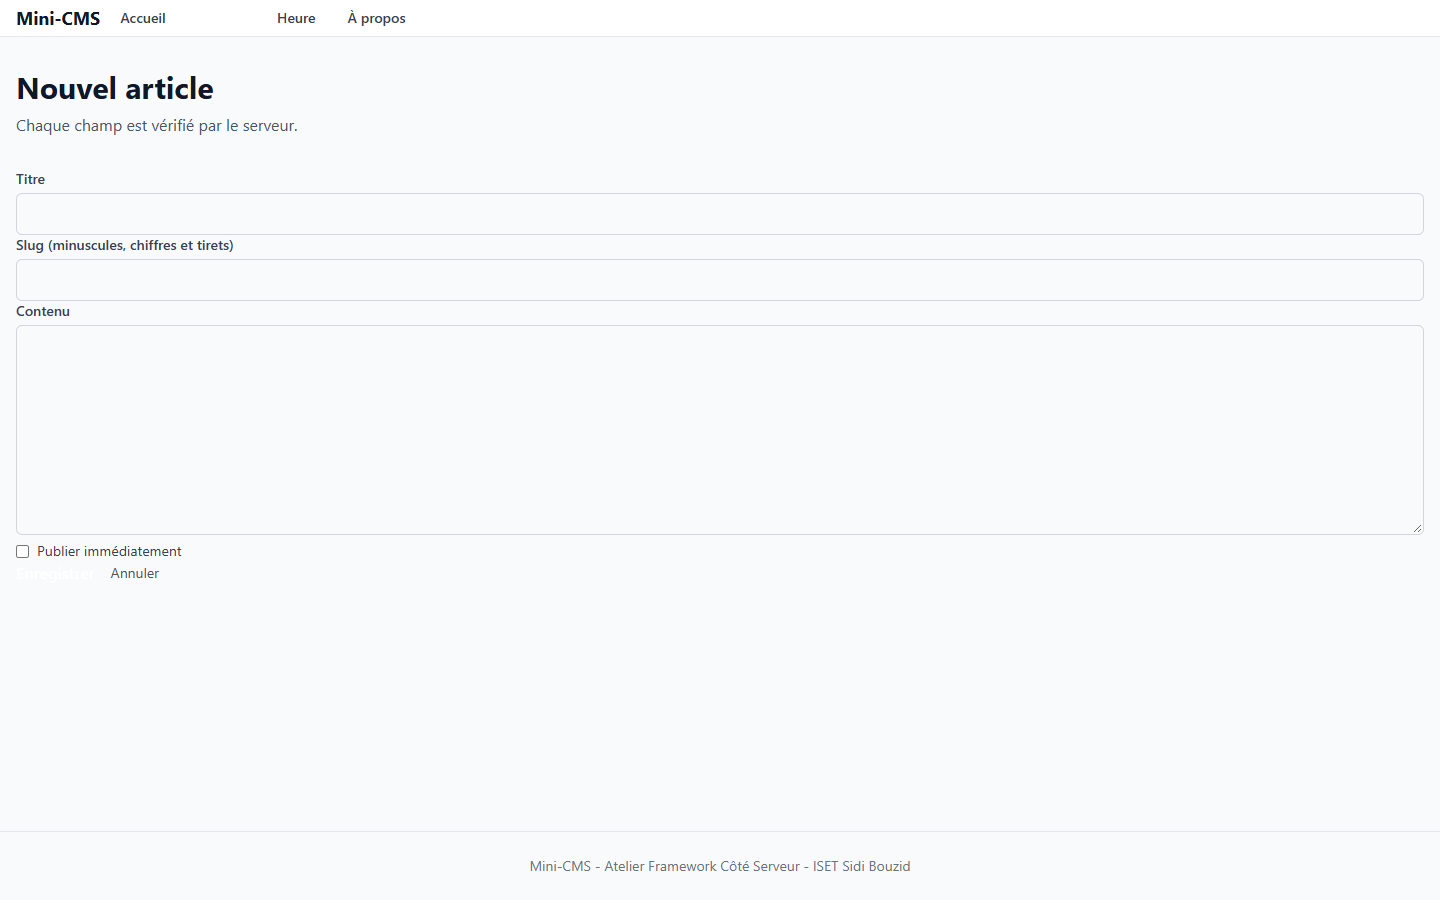 Mini-CMS Accueil Heure À propos
Nouvel article
Chaque champ est vérifié par le serveur.
Titre
Slug (minuscules, chiffres et tirets)
Contenu
Publier immédiatement
Enregistrer Annuler
Mini-CMS - Atelier Framework Côté Serveur - ISET Sidi Bouzid